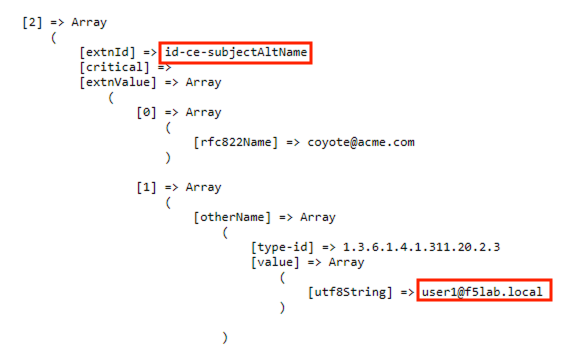 [2] => Array
(
[extnId] => id-ce-subjectAltName
[critical] =>
[extnValue] => Array
(
[0] => Array
(
[rfc822Name] => coyote@acme.com
)
[1] => Array
(
[otherName] => Array
(
[type-id] => 1.3.6.1.4.1.311.20.2.3
[value] => Array
(
[utf8String] => user1@f5lab.local
)
)